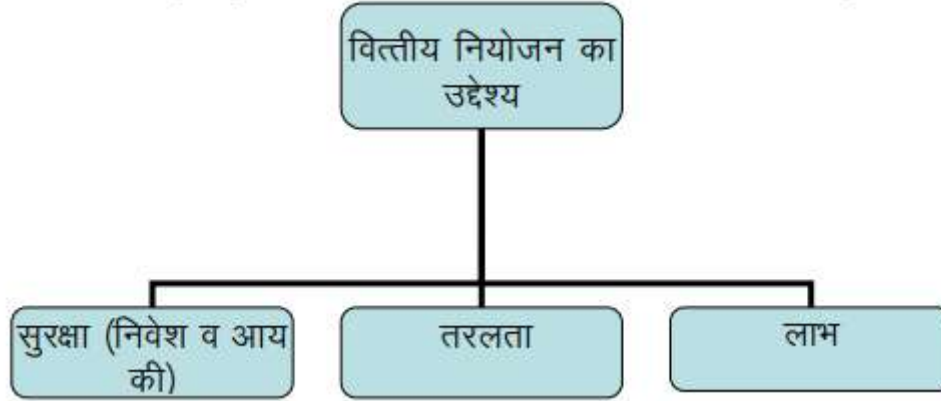 वित्तीय नियोजन का
उद्देश्य
सुरक्षा (निवेश व आय
की)
तरलता
लाभ